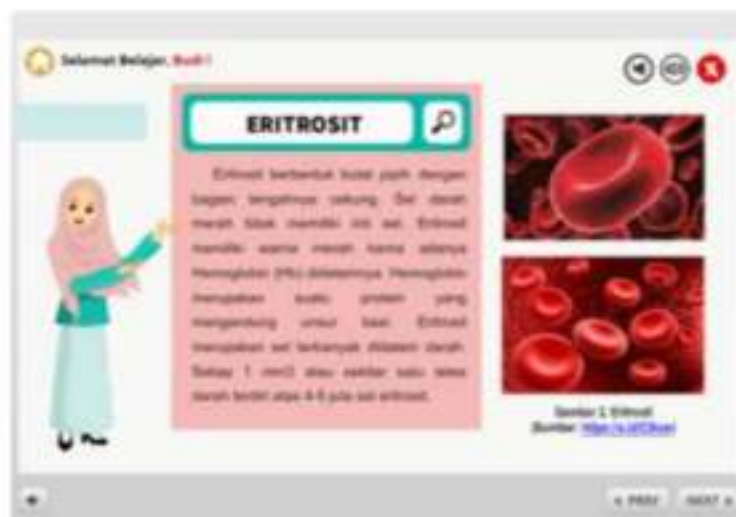 Selamat Belajar, Budi !
ERITROSIT
Eritrosit berbentuk bulat pipih dengan
bagian tengahnya cekung. Sel darah
merah tidak memiliki inti sel. Eritrosit
memiliki warna merah karna adanya
Hemoglobin (Hb) didalamnya. Hemoglobin
merupakan suatu protein yang
mengandung unsur besi. Eritrosit
merupakan sel terbanyak didalam darah.
Setiap 1 mm3 atau sekitar satu tetes
darah terdiri atas 4-5 juta sel eritrosit.
Gambar 2. Eritrosit
(Sumber:
< PREV
NEXT >